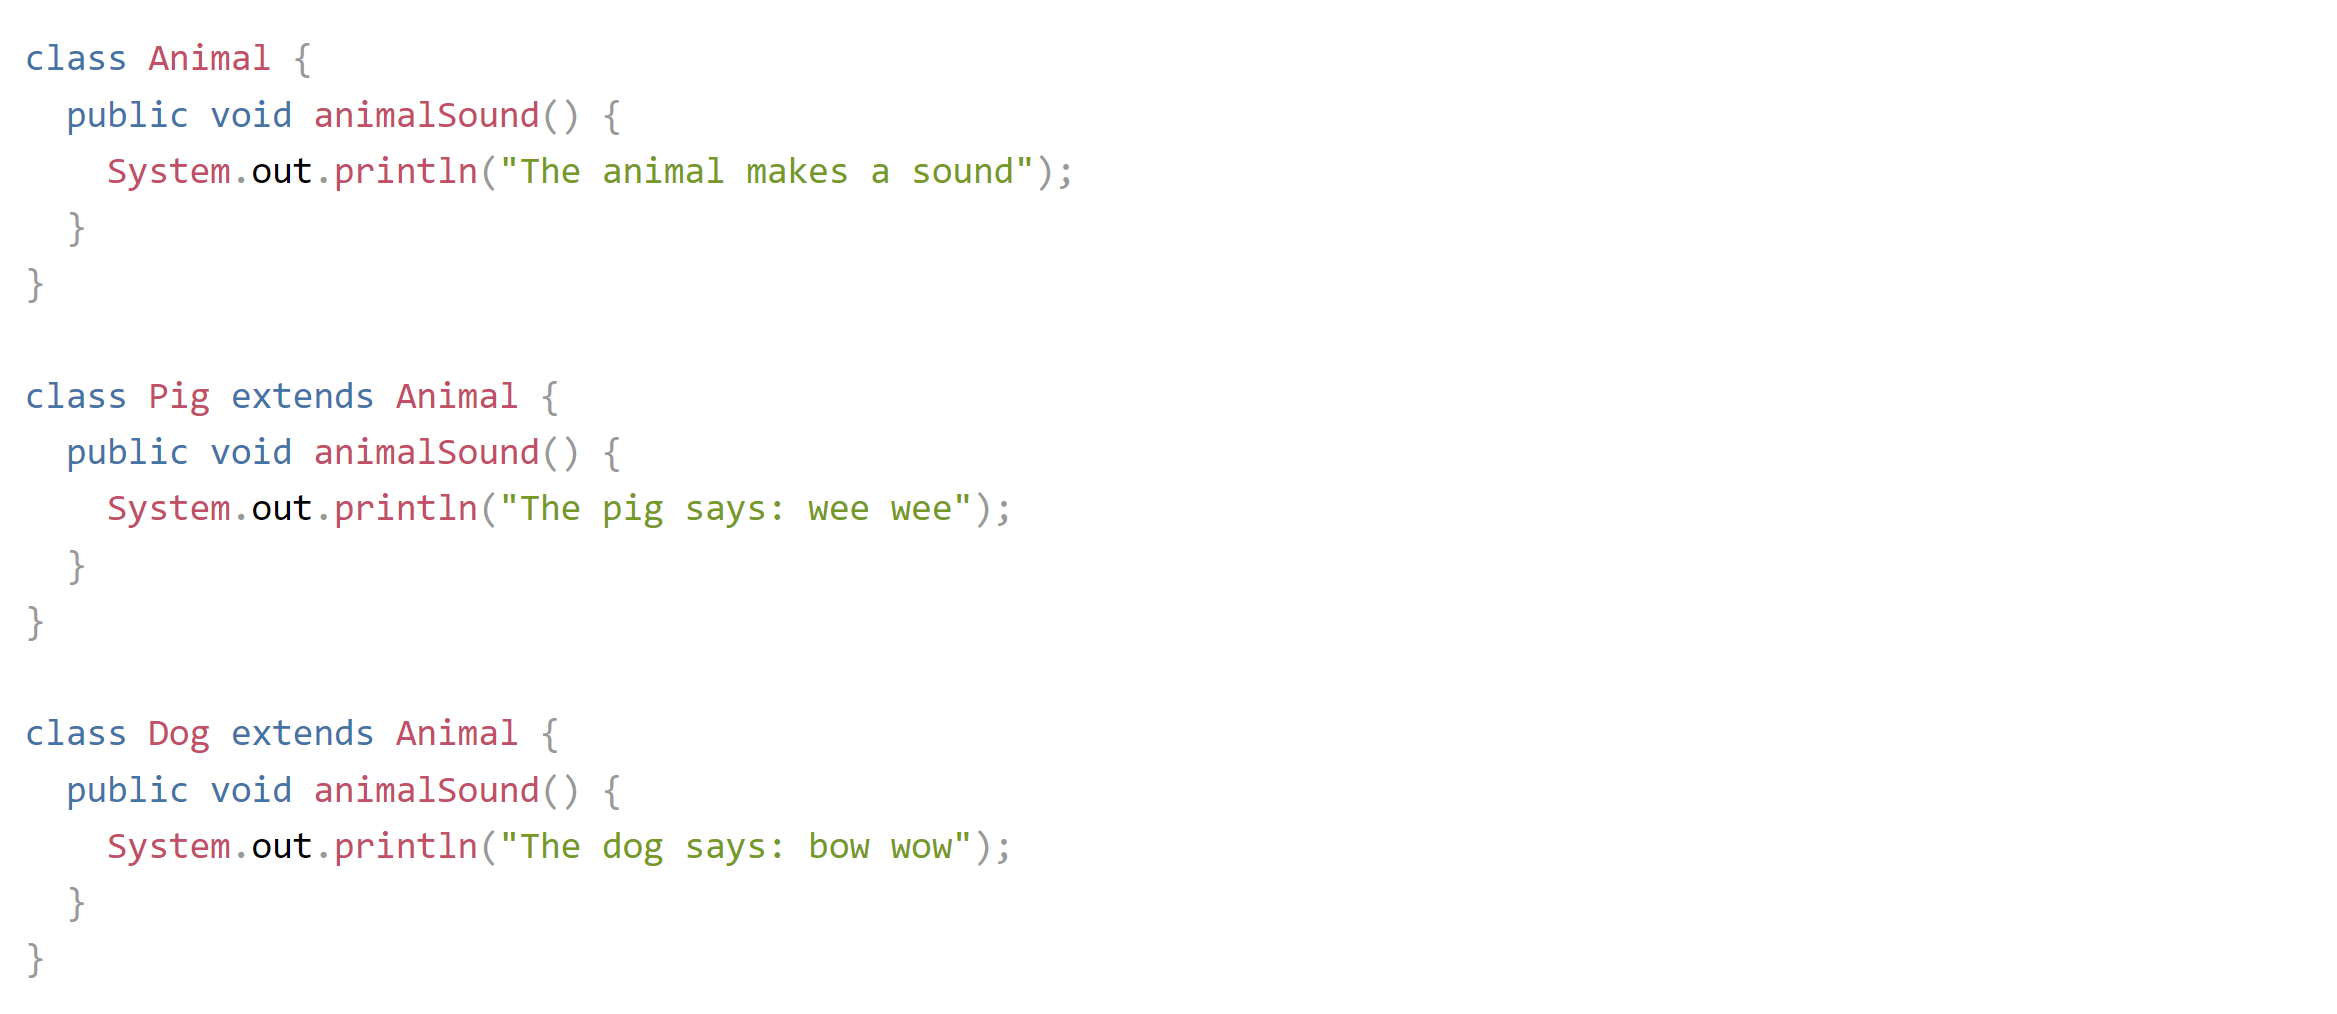 class Animal {
  public void animalSound() {
    System.out.println("The animal makes a sound");
  }
}

class Pig extends Animal {
  public void animalSound() {
    System.out.println("The pig says: wee wee");
  }
}

class Dog extends Animal {
  public void animalSound() {
    System.out.println("The dog says: bow wow");
  }
}